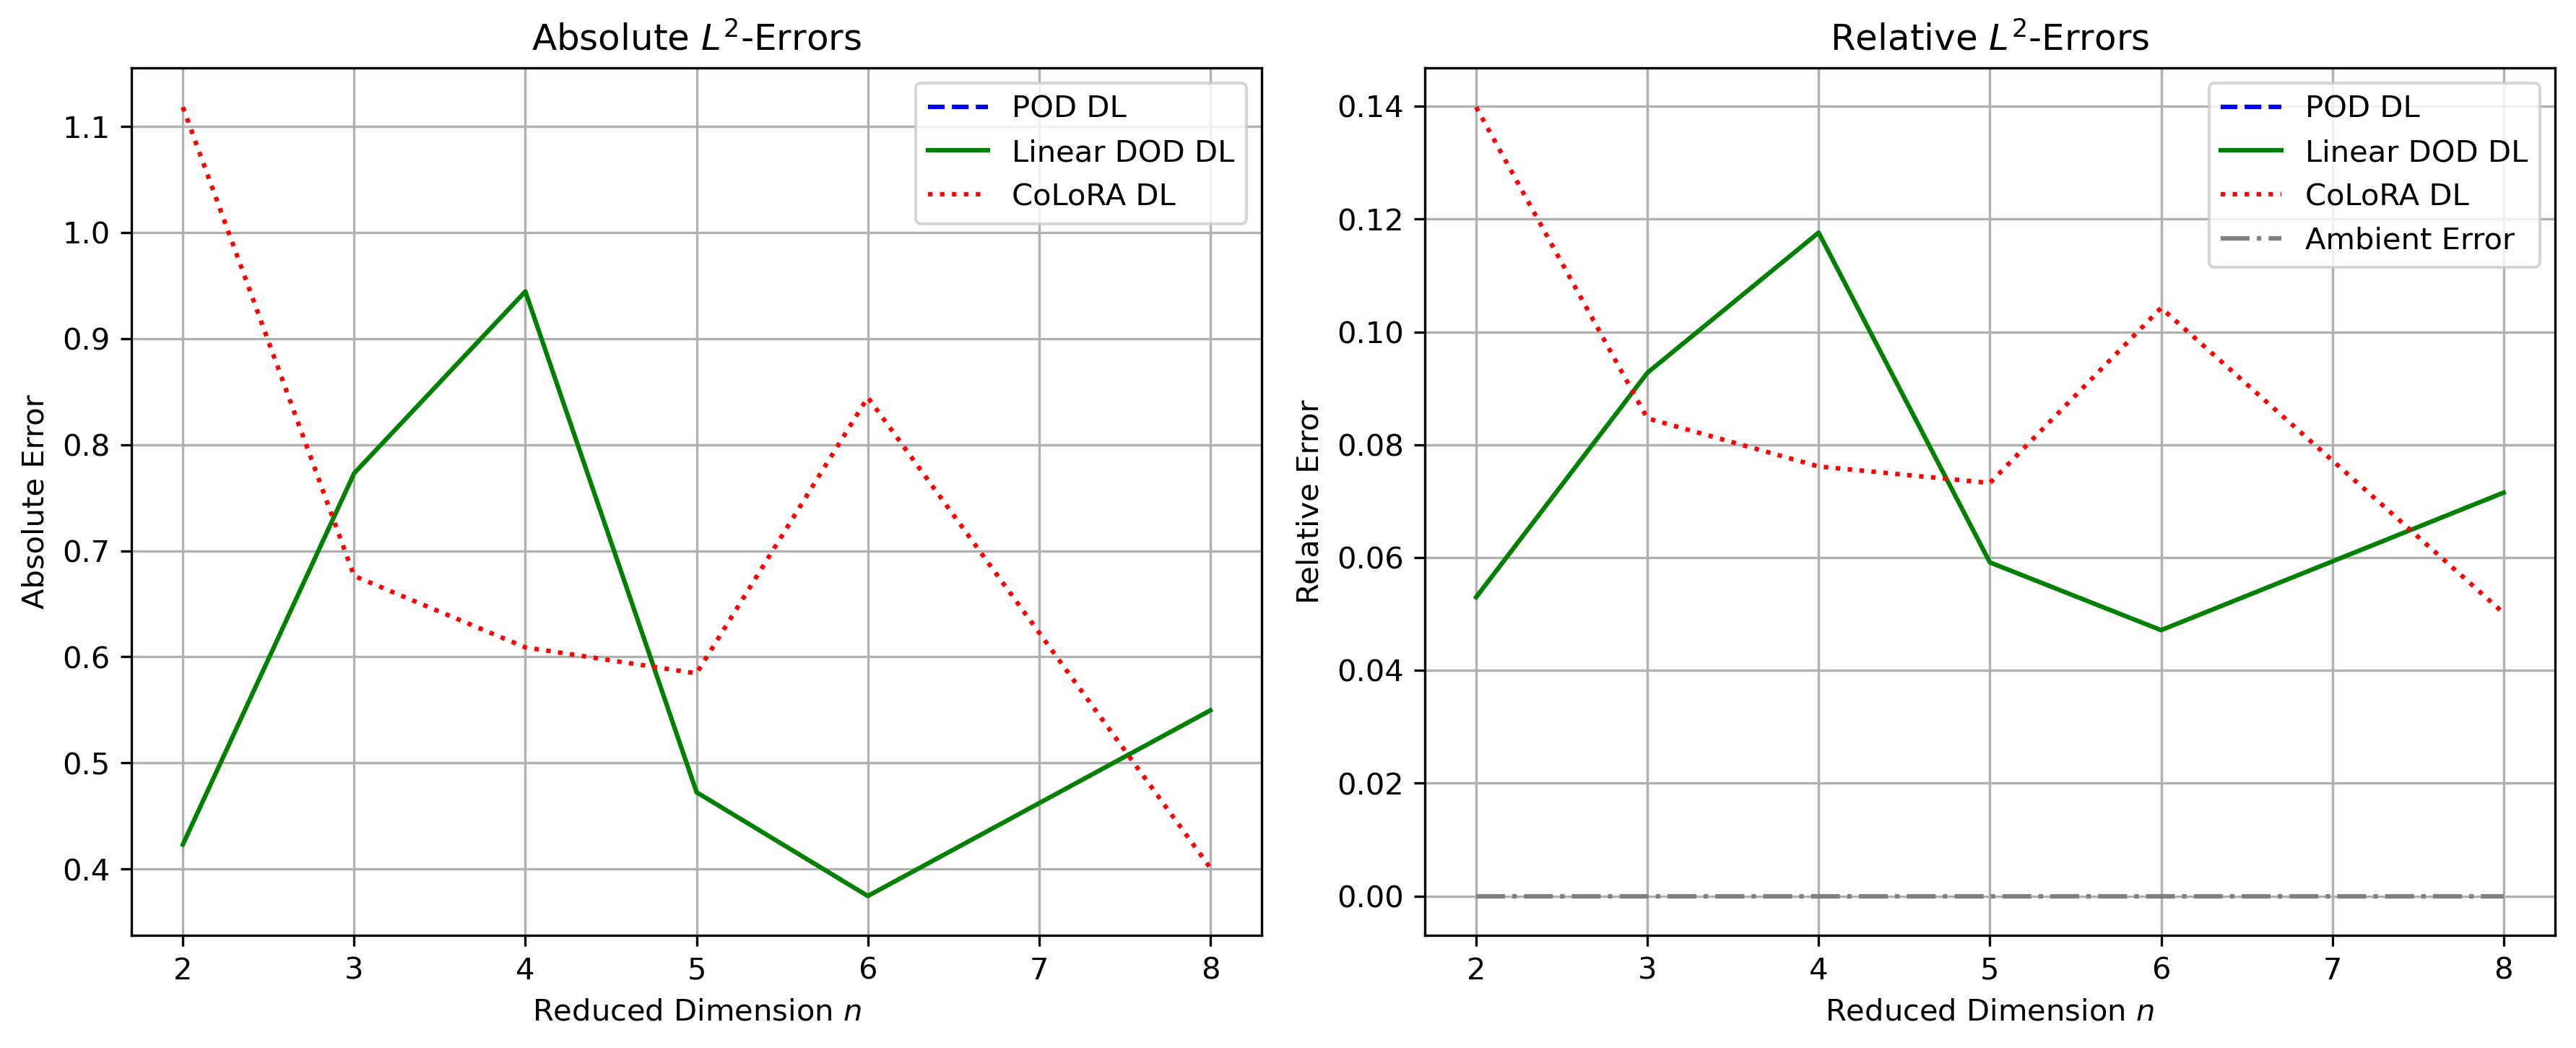 Absolute L²-Errors
Absolute Error
1.1
1.0
0.9
0.8
0.7
0.6
0.5
0.4
POD DL
Linear DOD DL
CoLoRA DL
2 3 4 5 6 7 8
Reduced Dimension n
Relative L²-Errors
Relative Error
0.14
0.12
0.10
0.08
0.06
0.04
0.02
0.00
POD DL
Linear DOD DL
CoLoRA DL
Ambient Error
2 3 4 5 6 7 8
Reduced Dimension n